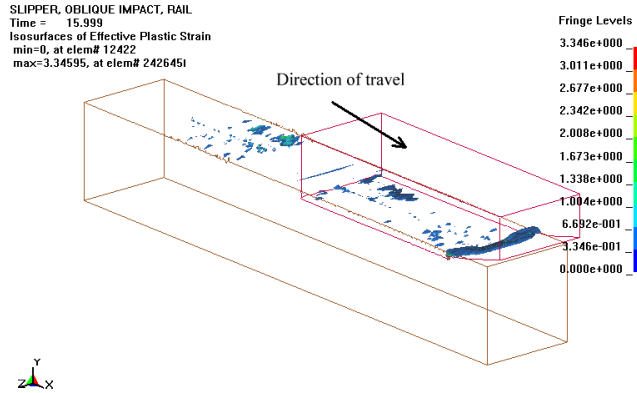 SLIPPER, OBLIQUE IMPACT, RAIL
Time =     15.999
Isosurfaces of Effective Plastic Strain
min=0, at elem# 12422
max=3.34595, at elem# 242645l
Fringe Levels
3.346e+000
3.011e+000
2.677e+000
2.342e+000
2.008e+000
1.673e+000
1.338e+000
1.004e+000
6.692e-001
3.346e-001
0.000e+000
Direction of travel
Y
Z X